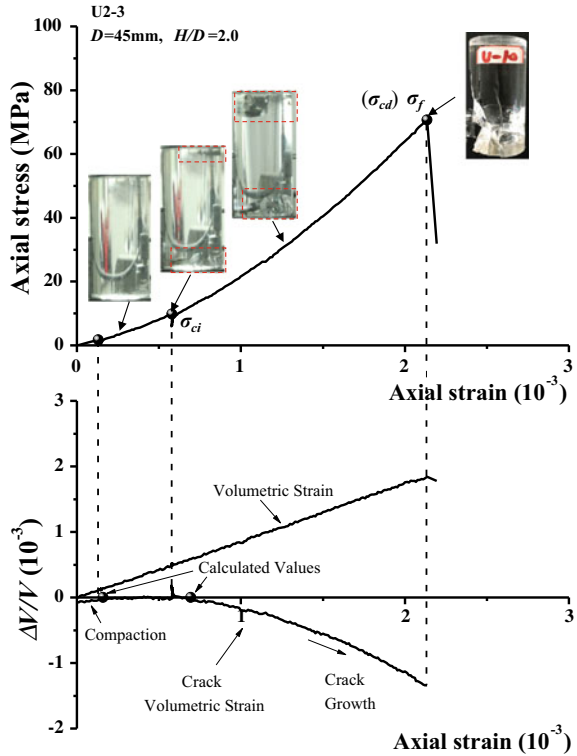 U2-3
D=45mm, H/D=2.0
100
80
60
40
20
0
Axial stress (MPa)
(σcd) σf
U-10
σci
0
1
2
3
Axial strain (10⁻³)
3
2
1
0
-1
-2
ΔV/V (10⁻³)
Volumetric Strain
Calculated Values
Compaction
0
1
2
3
Crack
Volumetric Strain
Crack
Growth
Axial strain (10⁻³)